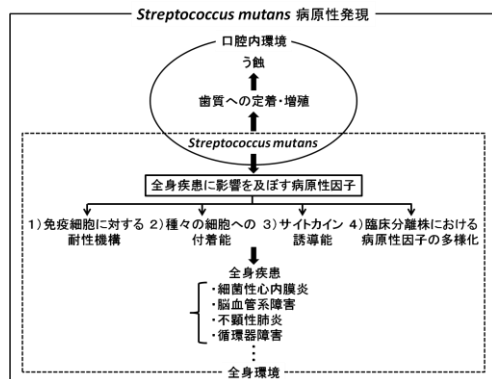 Streptococcus mutans 病原性発現
口腔内環境
う蝕
歯質への定着・増殖
Streptococcus mutans
全身疾患に影響を及ぼす病原性因子
1）免疫細胞に対する
耐性機構
2）種々の細胞への
付着能
3）サイトカイン
誘導能
4）臨床分離株における
病原性因子の多様化
全身疾患
・細菌性心内膜炎
・脳血管系障害
・不顕性肺炎
・循環器障害
全身環境